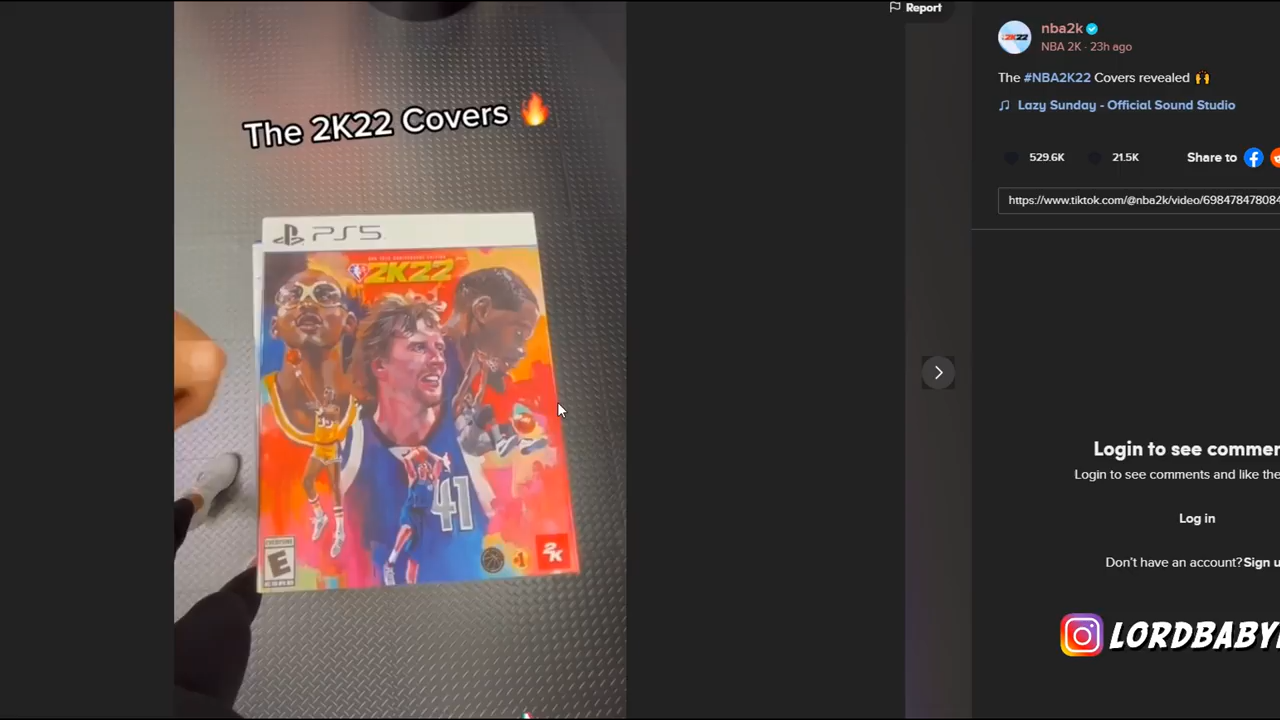 Report
nba2k
NBA 2K · 23h ago
The #NBA2K22 Covers revealed 🙌
Lazy Sunday - Official Sound Studio
529.6K
21.5K
Share to
https://www.tiktok.com/@nba2k/video/698478478084
The 2K22 Covers 🔥
PS5
2K22
33
41
EVERYONE
E
2K
Login to see commen
Login to see comments and like the
Log in
Don't have an account? Sign u
LORDBABY